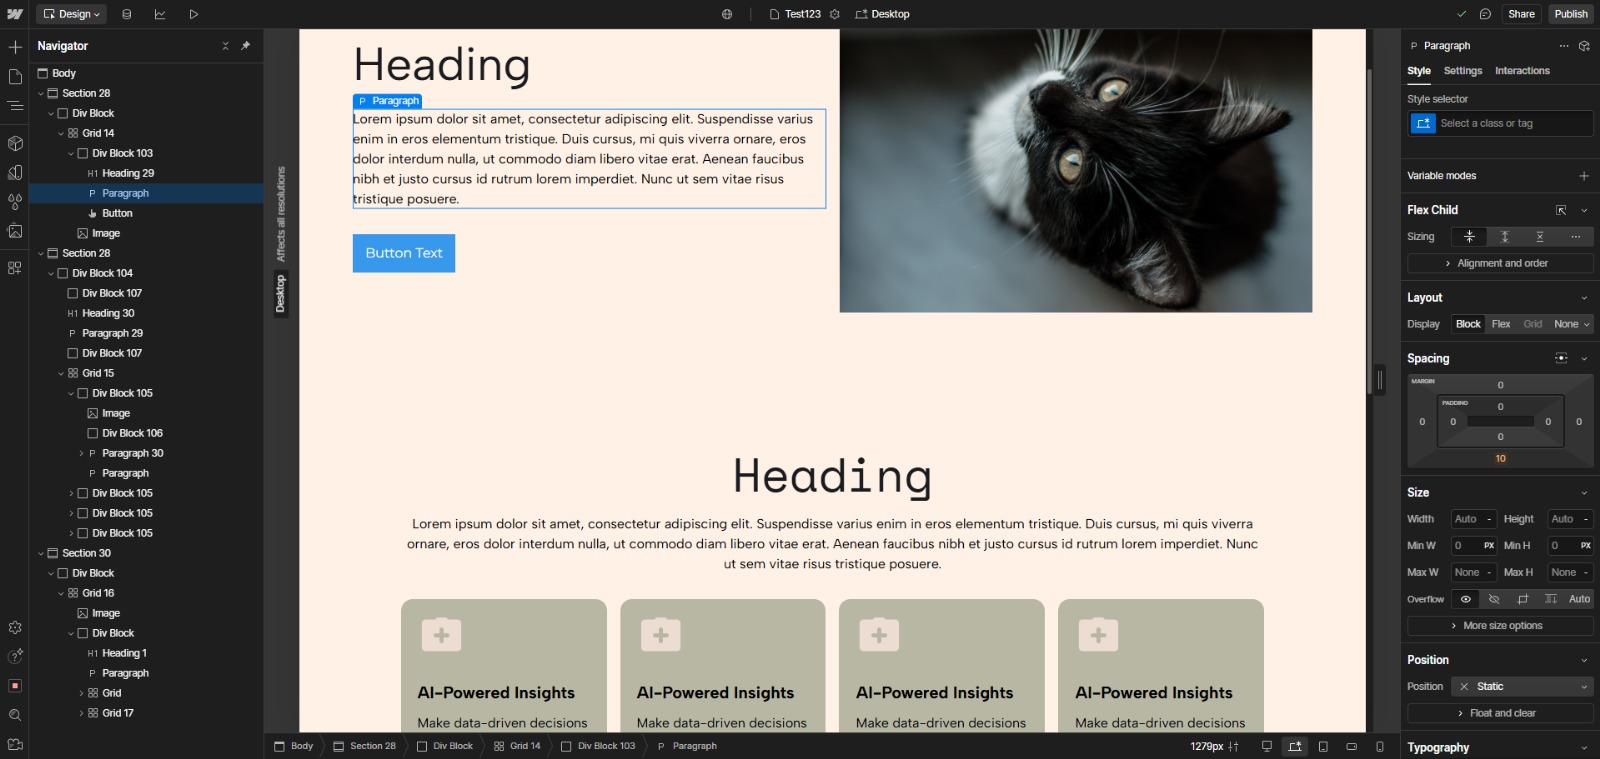 Design
Test123
Desktop
Share
Publish
Navigator
Body
Section 28
Div Block
Grid 14
Div Block 103
H1 Heading 29
P Paragraph
Button
Image
Section 28
Div Block 104
Div Block 107
H1 Heading 30
P Paragraph 29
Div Block 107
Grid 15
Div Block 105
Image
Div Block 106
P Paragraph 30
P Paragraph
Div Block 105
Div Block 105
Div Block 105
Section 30
Div Block
Grid 16
Image
Div Block
H1 Heading 1
P Paragraph
Grid
Grid 17
Affects all resolutions
Desktop
Heading
P Paragraph
Lorem ipsum dolor sit amet, consectetur adipiscing elit. Suspendisse varius
enim in eros elementum tristique. Duis cursus, mi quis viverra ornare, eros
dolor interdum nulla, ut commodo diam libero vitae erat. Aenean faucibus
nibh et justo cursus id rutrum lorem imperdiet. Nunc ut sem vitae risus
tristique posuere.
Button Text
Heading
Lorem ipsum dolor sit amet, consectetur adipiscing elit. Suspendisse varius enim in eros elementum tristique. Duis cursus, mi quis viverra
ornare, eros dolor interdum nulla, ut commodo diam libero vitae erat. Aenean faucibus nibh et justo cursus id rutrum lorem imperdiet. Nunc
ut sem vitae risus tristique posuere.
AI-Powered Insights
Make data-driven decisions
AI-Powered Insights
Make data-driven decisions
AI-Powered Insights
Make data-driven decisions
AI-Powered Insights
Make data-driven decisions
Body
Section 28
Div Block
Grid 14
Div Block 103
P Paragraph
1279px
P Paragraph
Style Settings Interactions
Style selector
Select a class or tag
Variable modes
Flex Child
Sizing
Alignment and order
Layout
Display Block Flex Grid None
Spacing
MARGIN
0
PADDING
0
0 0 0 0
0
10
Size
Width Auto - Height Auto -
Min W 0 PX Min H 0 PX
Max W None - Max H None -
Overflow Auto
More size options
Position
Position Static
Float and clear
Typography